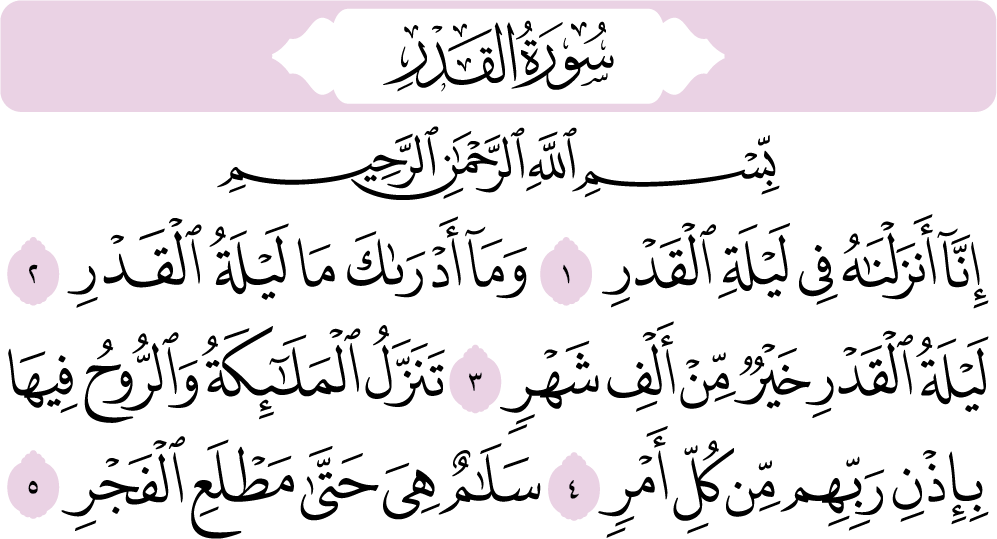 سُورَةُ القَدۡرِ
بِّسۡمِ ٱللَّهِ ٱلرَّحۡمَٰنِ ٱلرَّحِيمِ
إِنَّآ أَنزَلۡنَٰهُ فِي لَيۡلَةِ ٱلۡقَدۡرِ ١ وَمَآ أَدۡرَىٰكَ مَا لَيۡلَةُ ٱلۡقَدۡرِ ٢
لَيۡلَةُ ٱلۡقَدۡرِ خَيۡرٞ مِّنۡ أَلۡفِ شَهۡرٖ ٣ تَنَزَّلُ ٱلۡمَلَٰٓئِكَةُ وَٱلرُّوحُ فِيهَا
بِإِذۡنِ رَبِّهِم مِّن كُلِّ أَمۡرٖ ٤ سَلَٰمٌ هِيَ حَتَّىٰ مَطۡلَعِ ٱلۡفَجۡرِ ٥